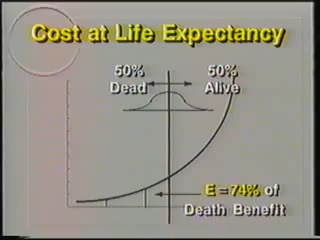 Cost at Life Expectancy
50% 50%
Dead Alive
E = 74% of
Death Benefit